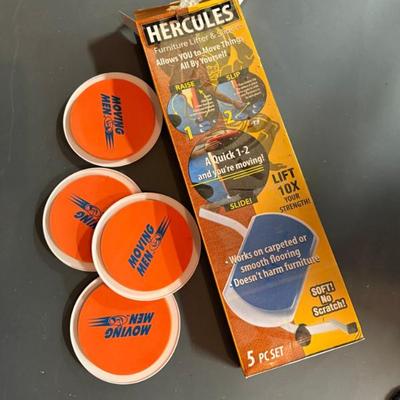 HERCULES
Furniture Lifter &
Allows YOU to Move Things
All By Yourself
RAISE
1
SLIP
2
A Quick 1-2
and you're moving!
SLIDE!
LIFT
10X
YOUR
STRENGTH!
• Works on carpeted or
smooth flooring
• Doesn't harm furniture
SOFT!
No
Scratch!
5 PC SET
MOVING
MEN
MOVING
MEN
MOVING
MEN
MOVING
MEN